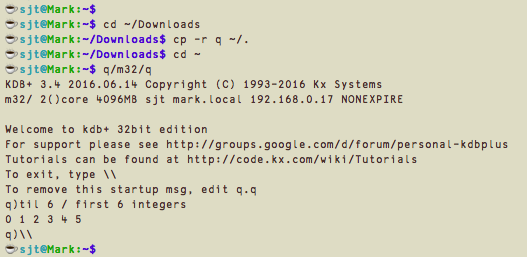 ☕sjt@Mark:~$
☕sjt@Mark:~$ cd ~/Downloads
☕sjt@Mark:~/Downloads$ cp -r q ~/.
☕sjt@Mark:~/Downloads$ cd ~
☕sjt@Mark:~$ q/m32/q
KDB+ 3.4 2016.06.14 Copyright (C) 1993-2016 Kx Systems
m32/ 2()core 4096MB sjt mark.local 192.168.0.17 NONEXPIRE

Welcome to kdb+ 32bit edition
For support please see http://groups.google.com/d/forum/personal-kdbplus
Tutorials can be found at http://code.kx.com/wiki/Tutorials
To exit, type \\
To remove this startup msg, edit q.q
q)til 6 / first 6 integers
0 1 2 3 4 5
q)\\
☕sjt@Mark:~$